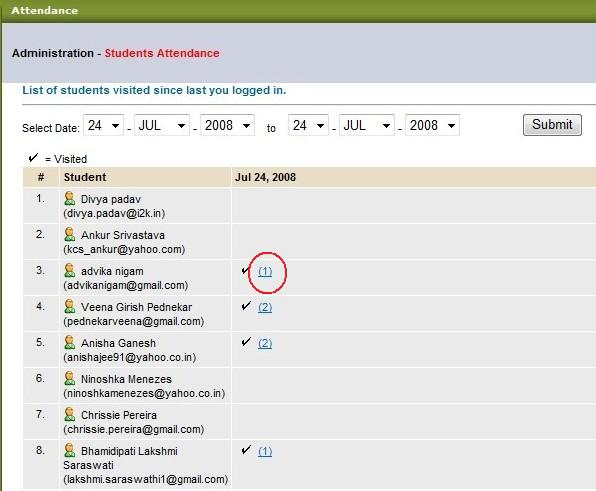 Attendance
Administration - Students Attendance
List of students visited since last you logged in.
Select Date: 24 - JUL - 2008 to 24 - JUL - 2008 Submit
✔ = Visited
# Student Jul 24, 2008
1. Divya padav
(divya.padav@i2k.in)
2. Ankur Srivastava
(kcs_ankur@yahoo.com)
3. advika nigam ✔ (1)
(advikanigam@gmail.com)
4. Veena Girish Pednekar ✔ (2)
(pednekarveena@gmail.com)
5. Anisha Ganesh ✔ (2)
(anishajee91@yahoo.co.in)
6. Ninoshka Menezes
(ninoshkamenezes@yahoo.co.in)
7. Chrissie Pereira
(chrissie.pereira@gmail.com)
8. Bhamidipati Lakshmi ✔ (1)
Saraswati
(lakshmi.saraswathi1@gmail.com)